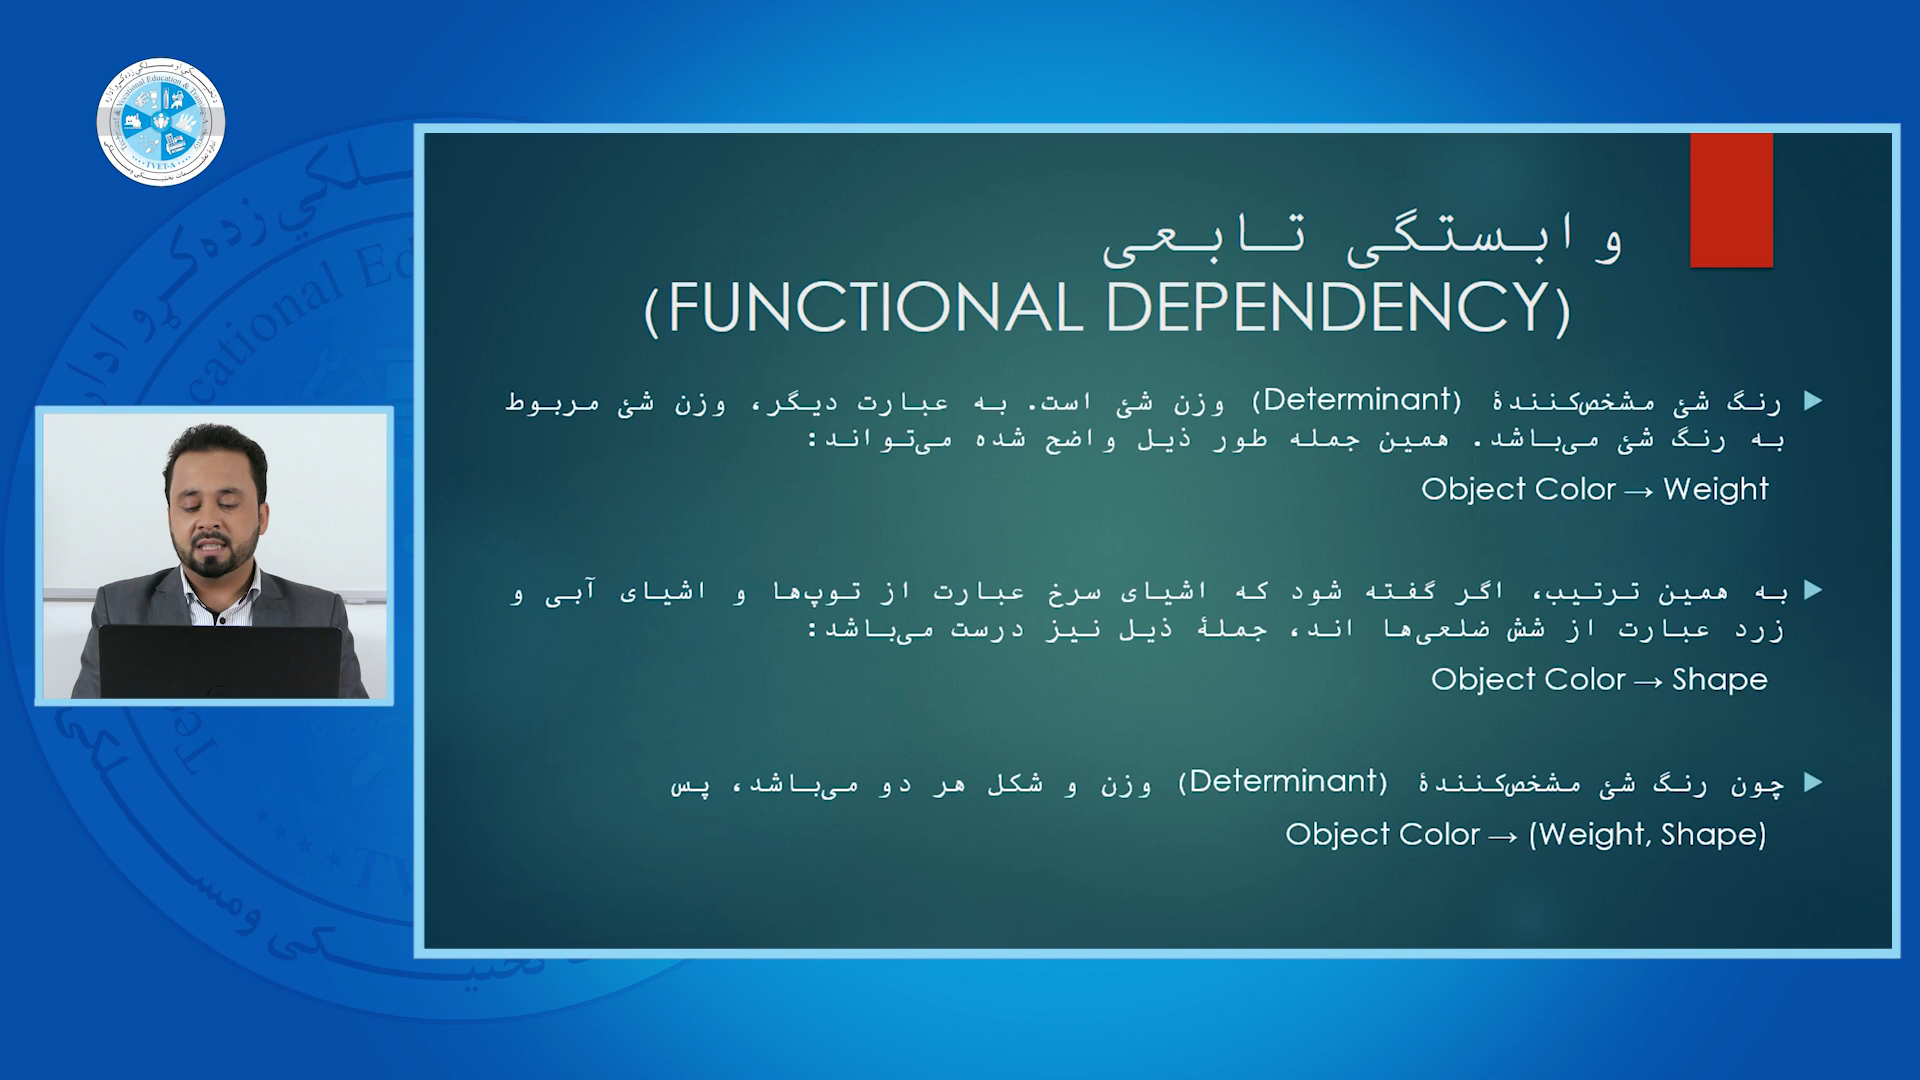 وابستگی تابعی
(FUNCTIONAL DEPENDENCY)
رنگ شئ مشخص‌کنندۀ (Determinant) وزن شئ است. به عبارت دیگر، وزن شئ مربوط
به رنگ شئ می‌باشد. همین جمله طور ذیل واضح شده می‌تواند:
Object Color → Weight
به همین ترتیب، اگر گفته شود که اشیای سرخ عبارت از توپ‌ها و اشیای آبی و
زرد عبارت از شش ضلعی‌ها اند، جملۀ ذیل نیز درست می‌باشد:
Object Color → Shape
چون رنگ شئ مشخص‌کنندۀ (Determinant) وزن و شکل هر دو می‌باشد، پس
Object Color → (Weight, Shape)
TVET-A